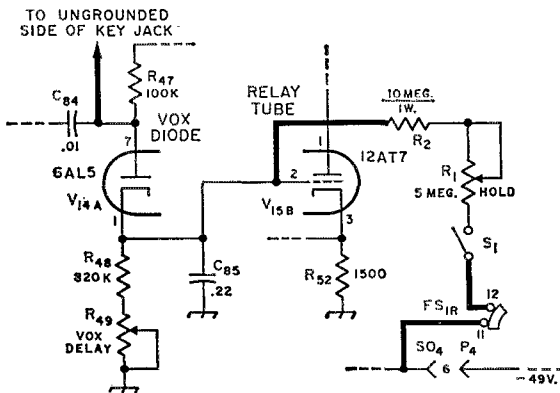 TO UNGROUNDED
SIDE OF KEY JACK
R47
100K
C84
.01
VOX
DIODE
7
6AL5
V14A
1
R48
820K
R49
VOX
DELAY
C85
.22
RELAY
TUBE
1
12AT7
2
V15B
3
R52
1500
10 MEG.
1W.
R2
R1
5 MEG.
HOLD
S1
FS1R
12
11
SO4
P4
6
-49V.